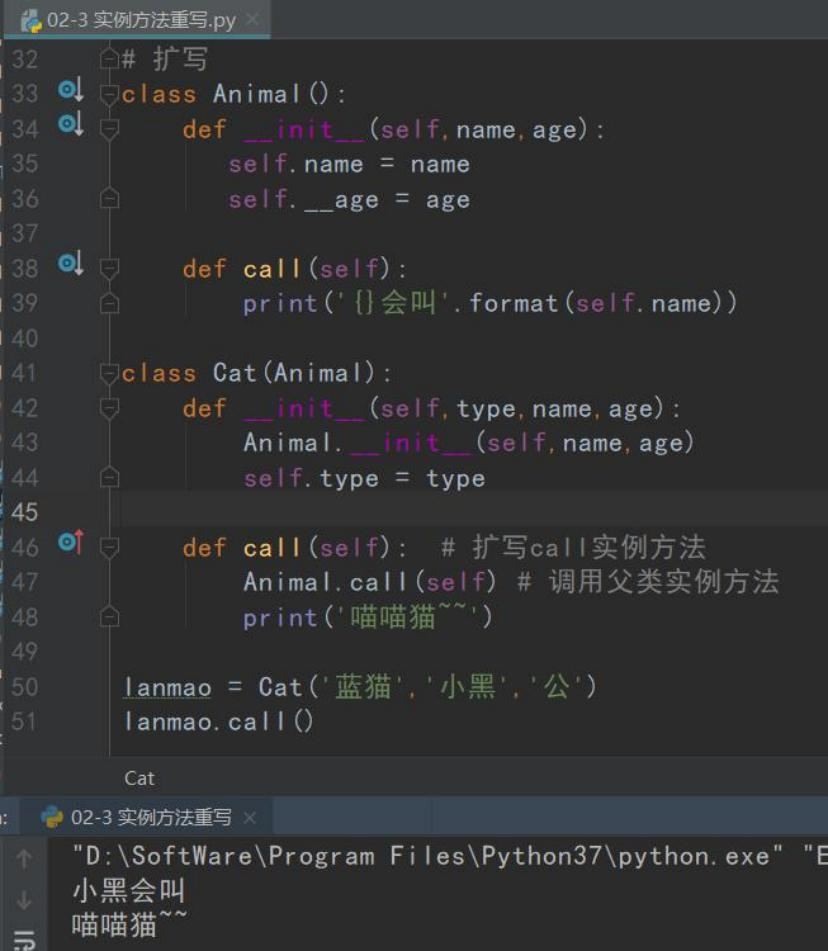 02-3 实例方法重写.py
32 # 扩写
33 class Animal():
34     def __init__(self,name,age):
35        self.name = name
36        self.__age = age
37
38     def call(self):
39         print('{}会叫'.format(self.name))
40
41 class Cat(Animal):
42     def __init__(self,type,name,age):
43         Animal.__init__(self,name,age)
44         self.type = type
45
46     def call(self):  # 扩写call实例方法
47         Animal.call(self) # 调用父类实例方法
48         print('喵喵猫~~')
49
50 lanmao = Cat('蓝猫','小黑','公')
51 lanmao.call()
Cat
02-3 实例方法重写
"D:\SoftWare\Program Files\Python37\python.exe" "E
小黑会叫
喵喵猫~~